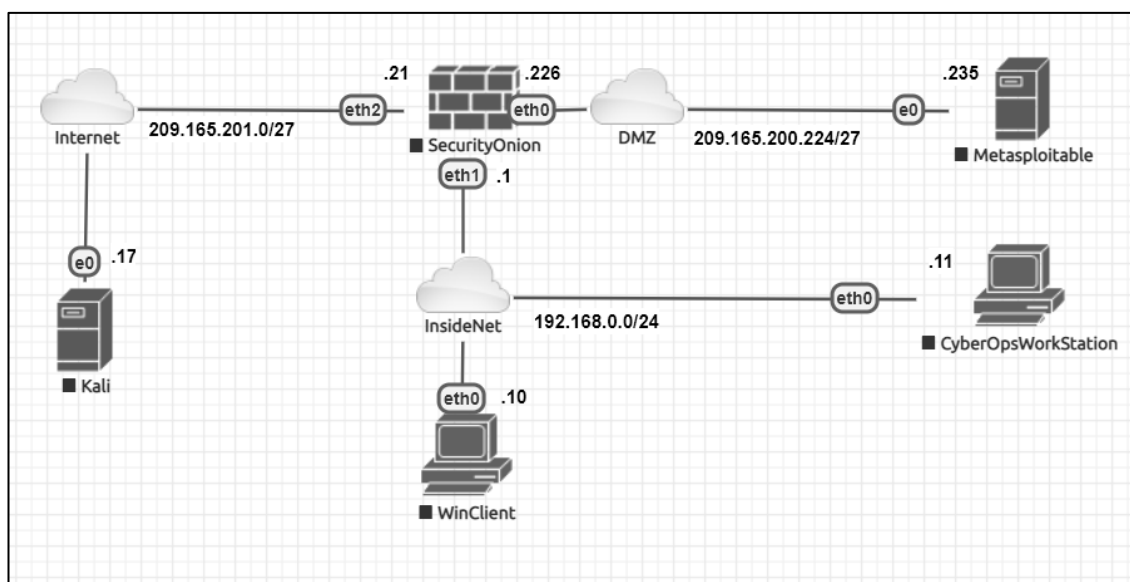 .21
.226
.235
eth2
eth0
e0
Internet
209.165.201.0/27
SecurityOnion
DMZ
209.165.200.224/27
Metasploitable
eth1
.1
e0
.17
.11
eth0
InsideNet
192.168.0.0/24
CyberOpsWorkStation
Kali
eth0
.10
WinClient